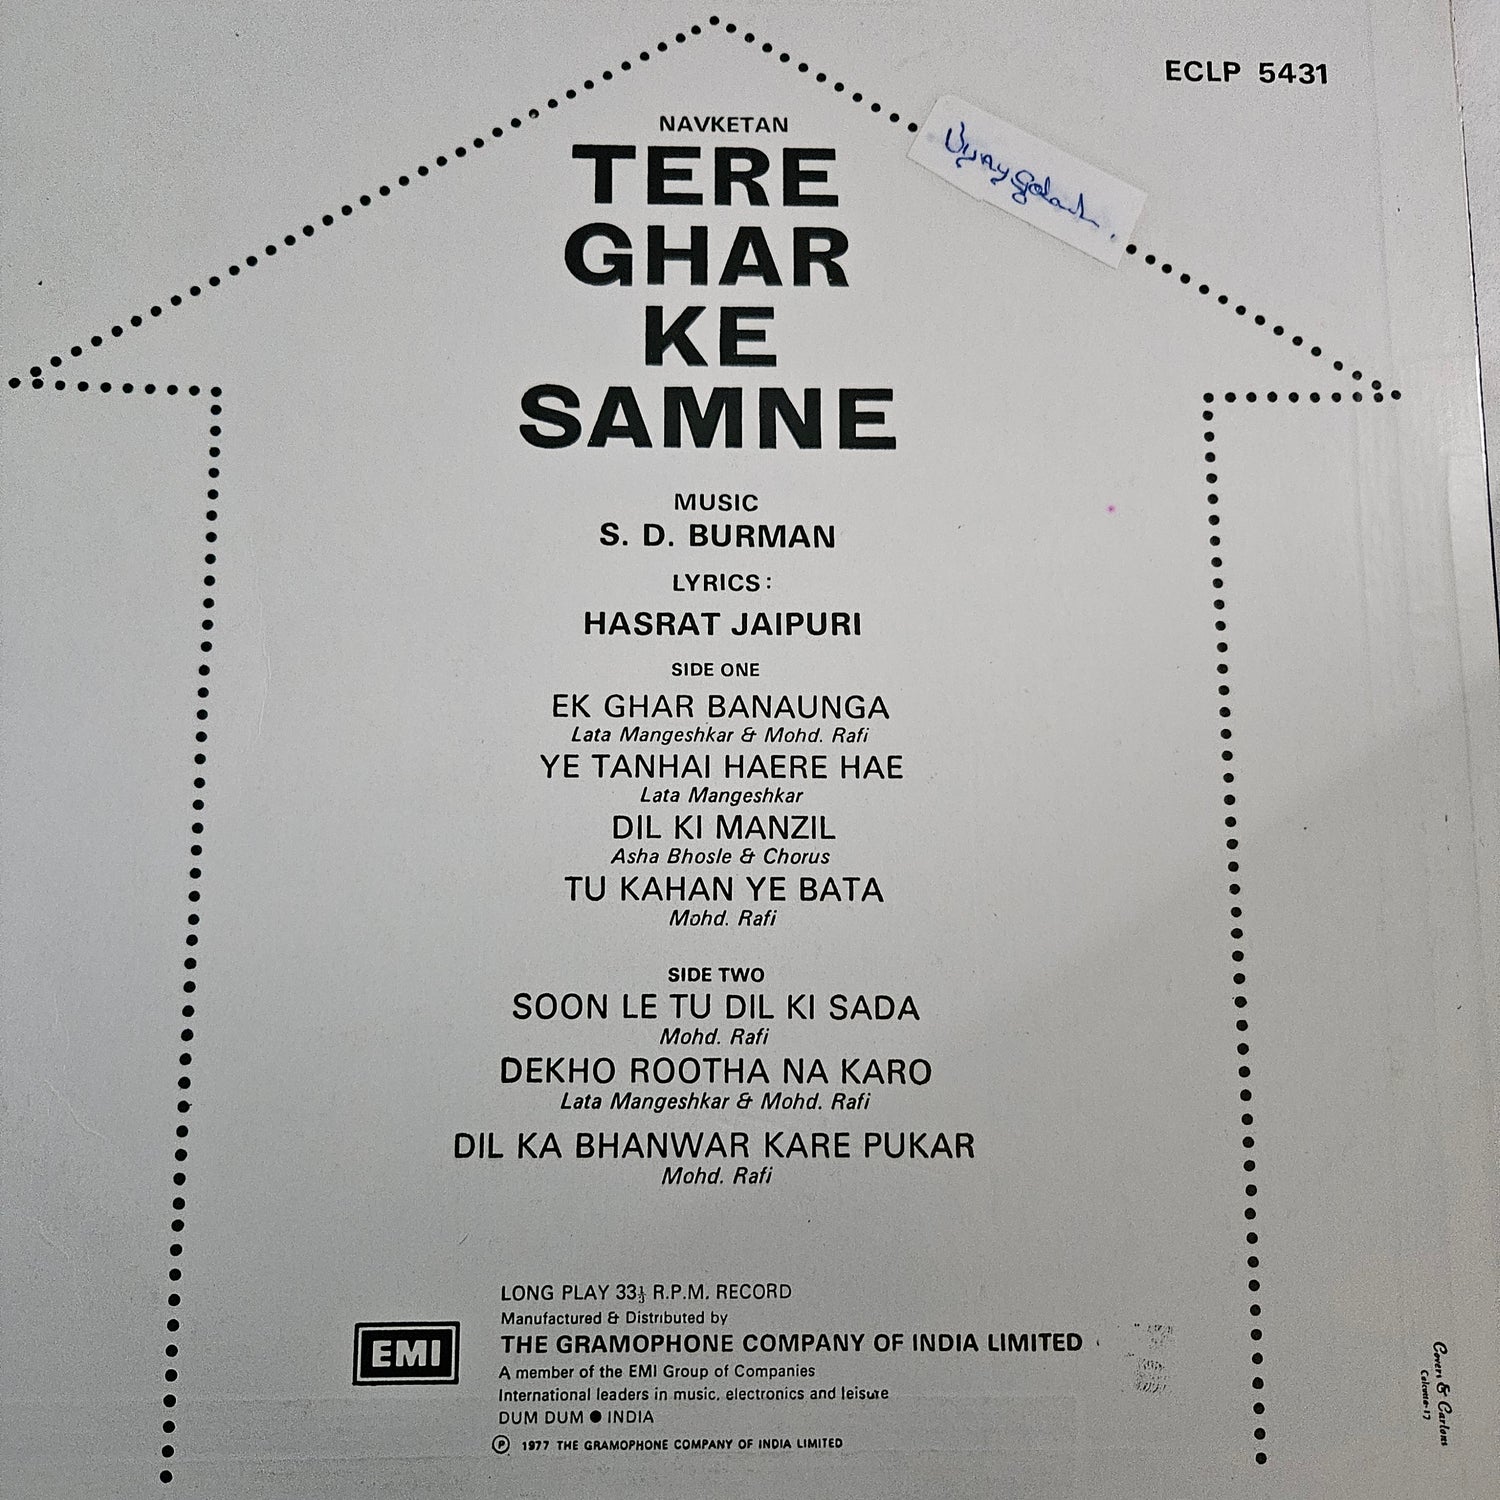 ECLP 5431
NAVKETAN
TERE
GHAR
KE
SAMNE
MUSIC
S. D. BURMAN
LYRICS:
HASRAT JAIPURI
SIDE ONE
EK GHAR BANAUNGA
Lata Mangeshkar & Mohd. Rafi
YE TANHAI HAERE HAE
Lata Mangeshkar
DIL KI MANZIL
Asha Bhosle & Chorus
TU KAHAN YE BATA
Mohd. Rafi
SIDE TWO
SOON LE TU DIL KI SADA
Mohd. Rafi
DEKHO ROOTHA NA KARO
Lata Mangeshkar & Mohd. Rafi
DIL KA BHANWAR KARE PUKAR
Mohd. Rafi
LONG PLAY 33⅓ R.P.M. RECORD
Manufactured & Distributed by
THE GRAMOPHONE COMPANY OF INDIA LIMITED
EMI
A member of the EMI Group of Companies
International leaders in music, electronics and leisure
DUM DUM ● INDIA
Ⓟ 1977 THE GRAMOPHONE COMPANY OF INDIA LIMITED
Covers & Cartons